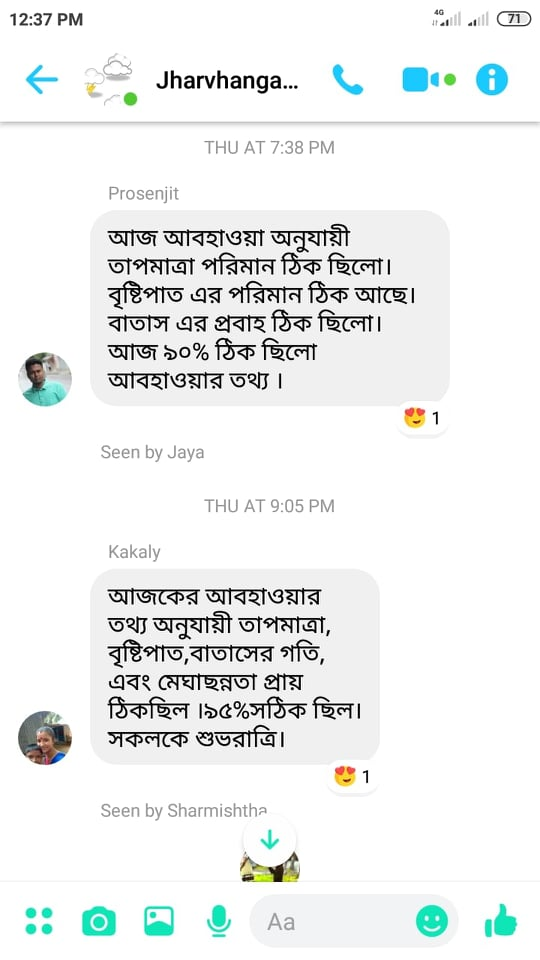 12:37 PM
4G
71
Jharvhanga...
THU AT 7:38 PM
Prosenjit
আজ আবহাওয়া অনুযায়ী
তাপমাত্রা পরিমান ঠিক ছিলো।
বৃষ্টিপাত এর পরিমান ঠিক আছে।
বাতাস এর প্রবাহ ঠিক ছিলো।
আজ ৯০% ঠিক ছিলো
আবহাওয়ার তথ্য ।
1
Seen by Jaya
THU AT 9:05 PM
Kakaly
আজকের আবহাওয়ার
তথ্য অনুযায়ী তাপমাত্রা,
বৃষ্টিপাত,বাতাসের গতি,
এবং মেঘাছন্নতা প্রায়
ঠিকছিল ।৯৫%সঠিক ছিল।
সকলকে শুভরাত্রি।
1
Seen by Sharmishtha
Aa